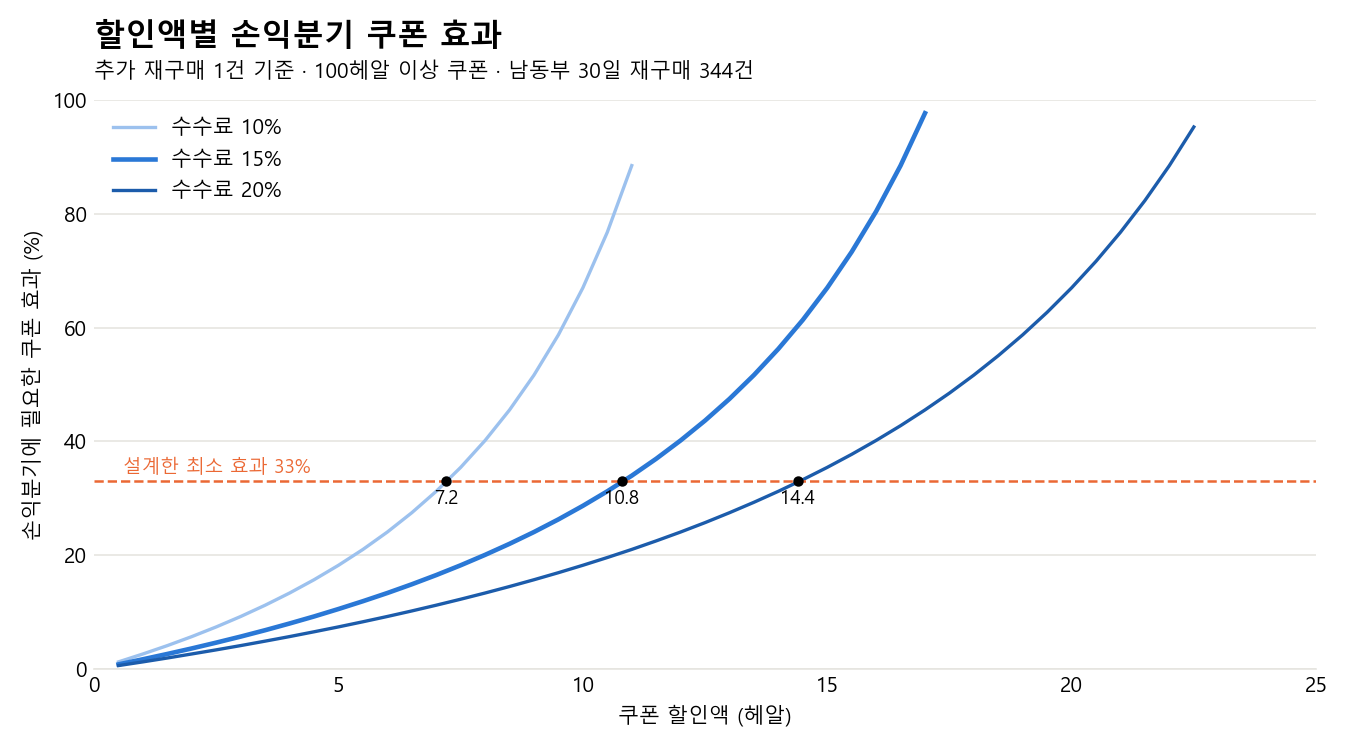 할인액별 손익분기 쿠폰 효과
추가 재구매 1건 기준 · 100헤알 이상 쿠폰 · 남동부 30일 재구매 344건
수수료 10%
수수료 15%
수수료 20%
손익분기에 필요한 쿠폰 효과 (%)
100
80
60
40
20
0
설계한 최소 효과 33%
7.2
10.8
14.4
0
5
10
15
20
25
쿠폰 할인액 (헤알)